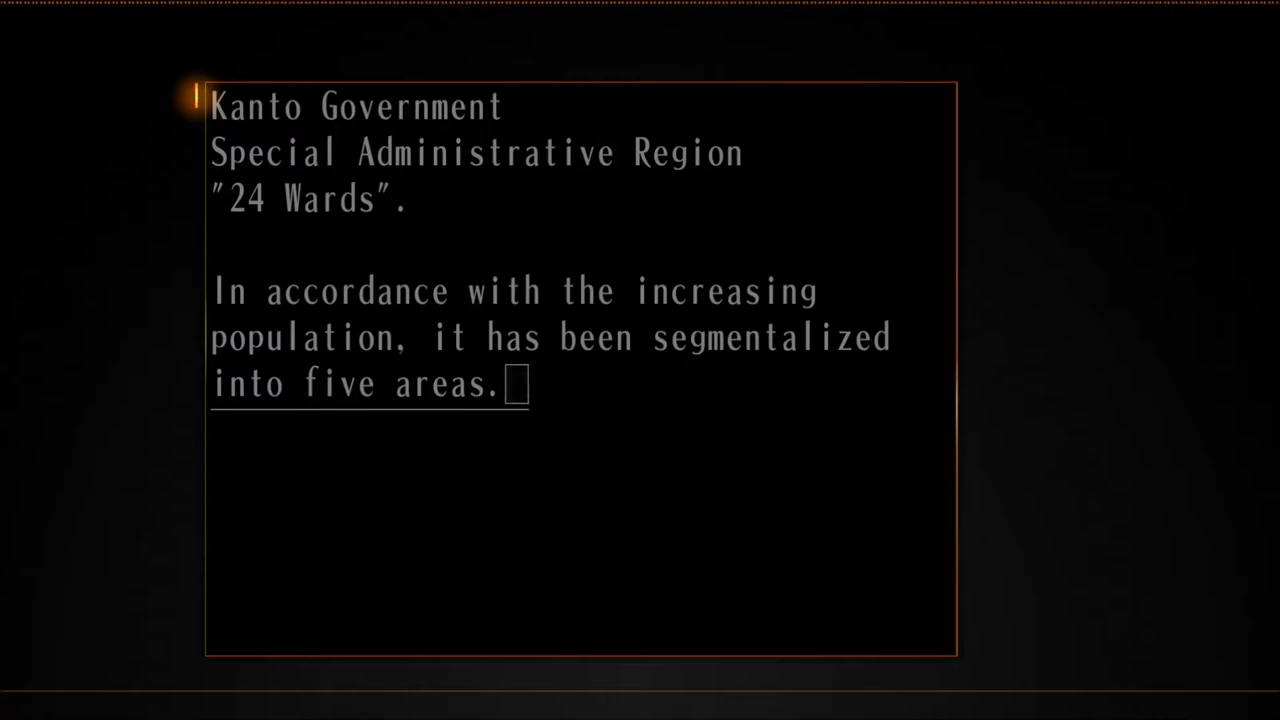 Kanto Government
Special Administrative Region
"24 Wards".
In accordance with the increasing
population, it has been segmentalized
into five areas.